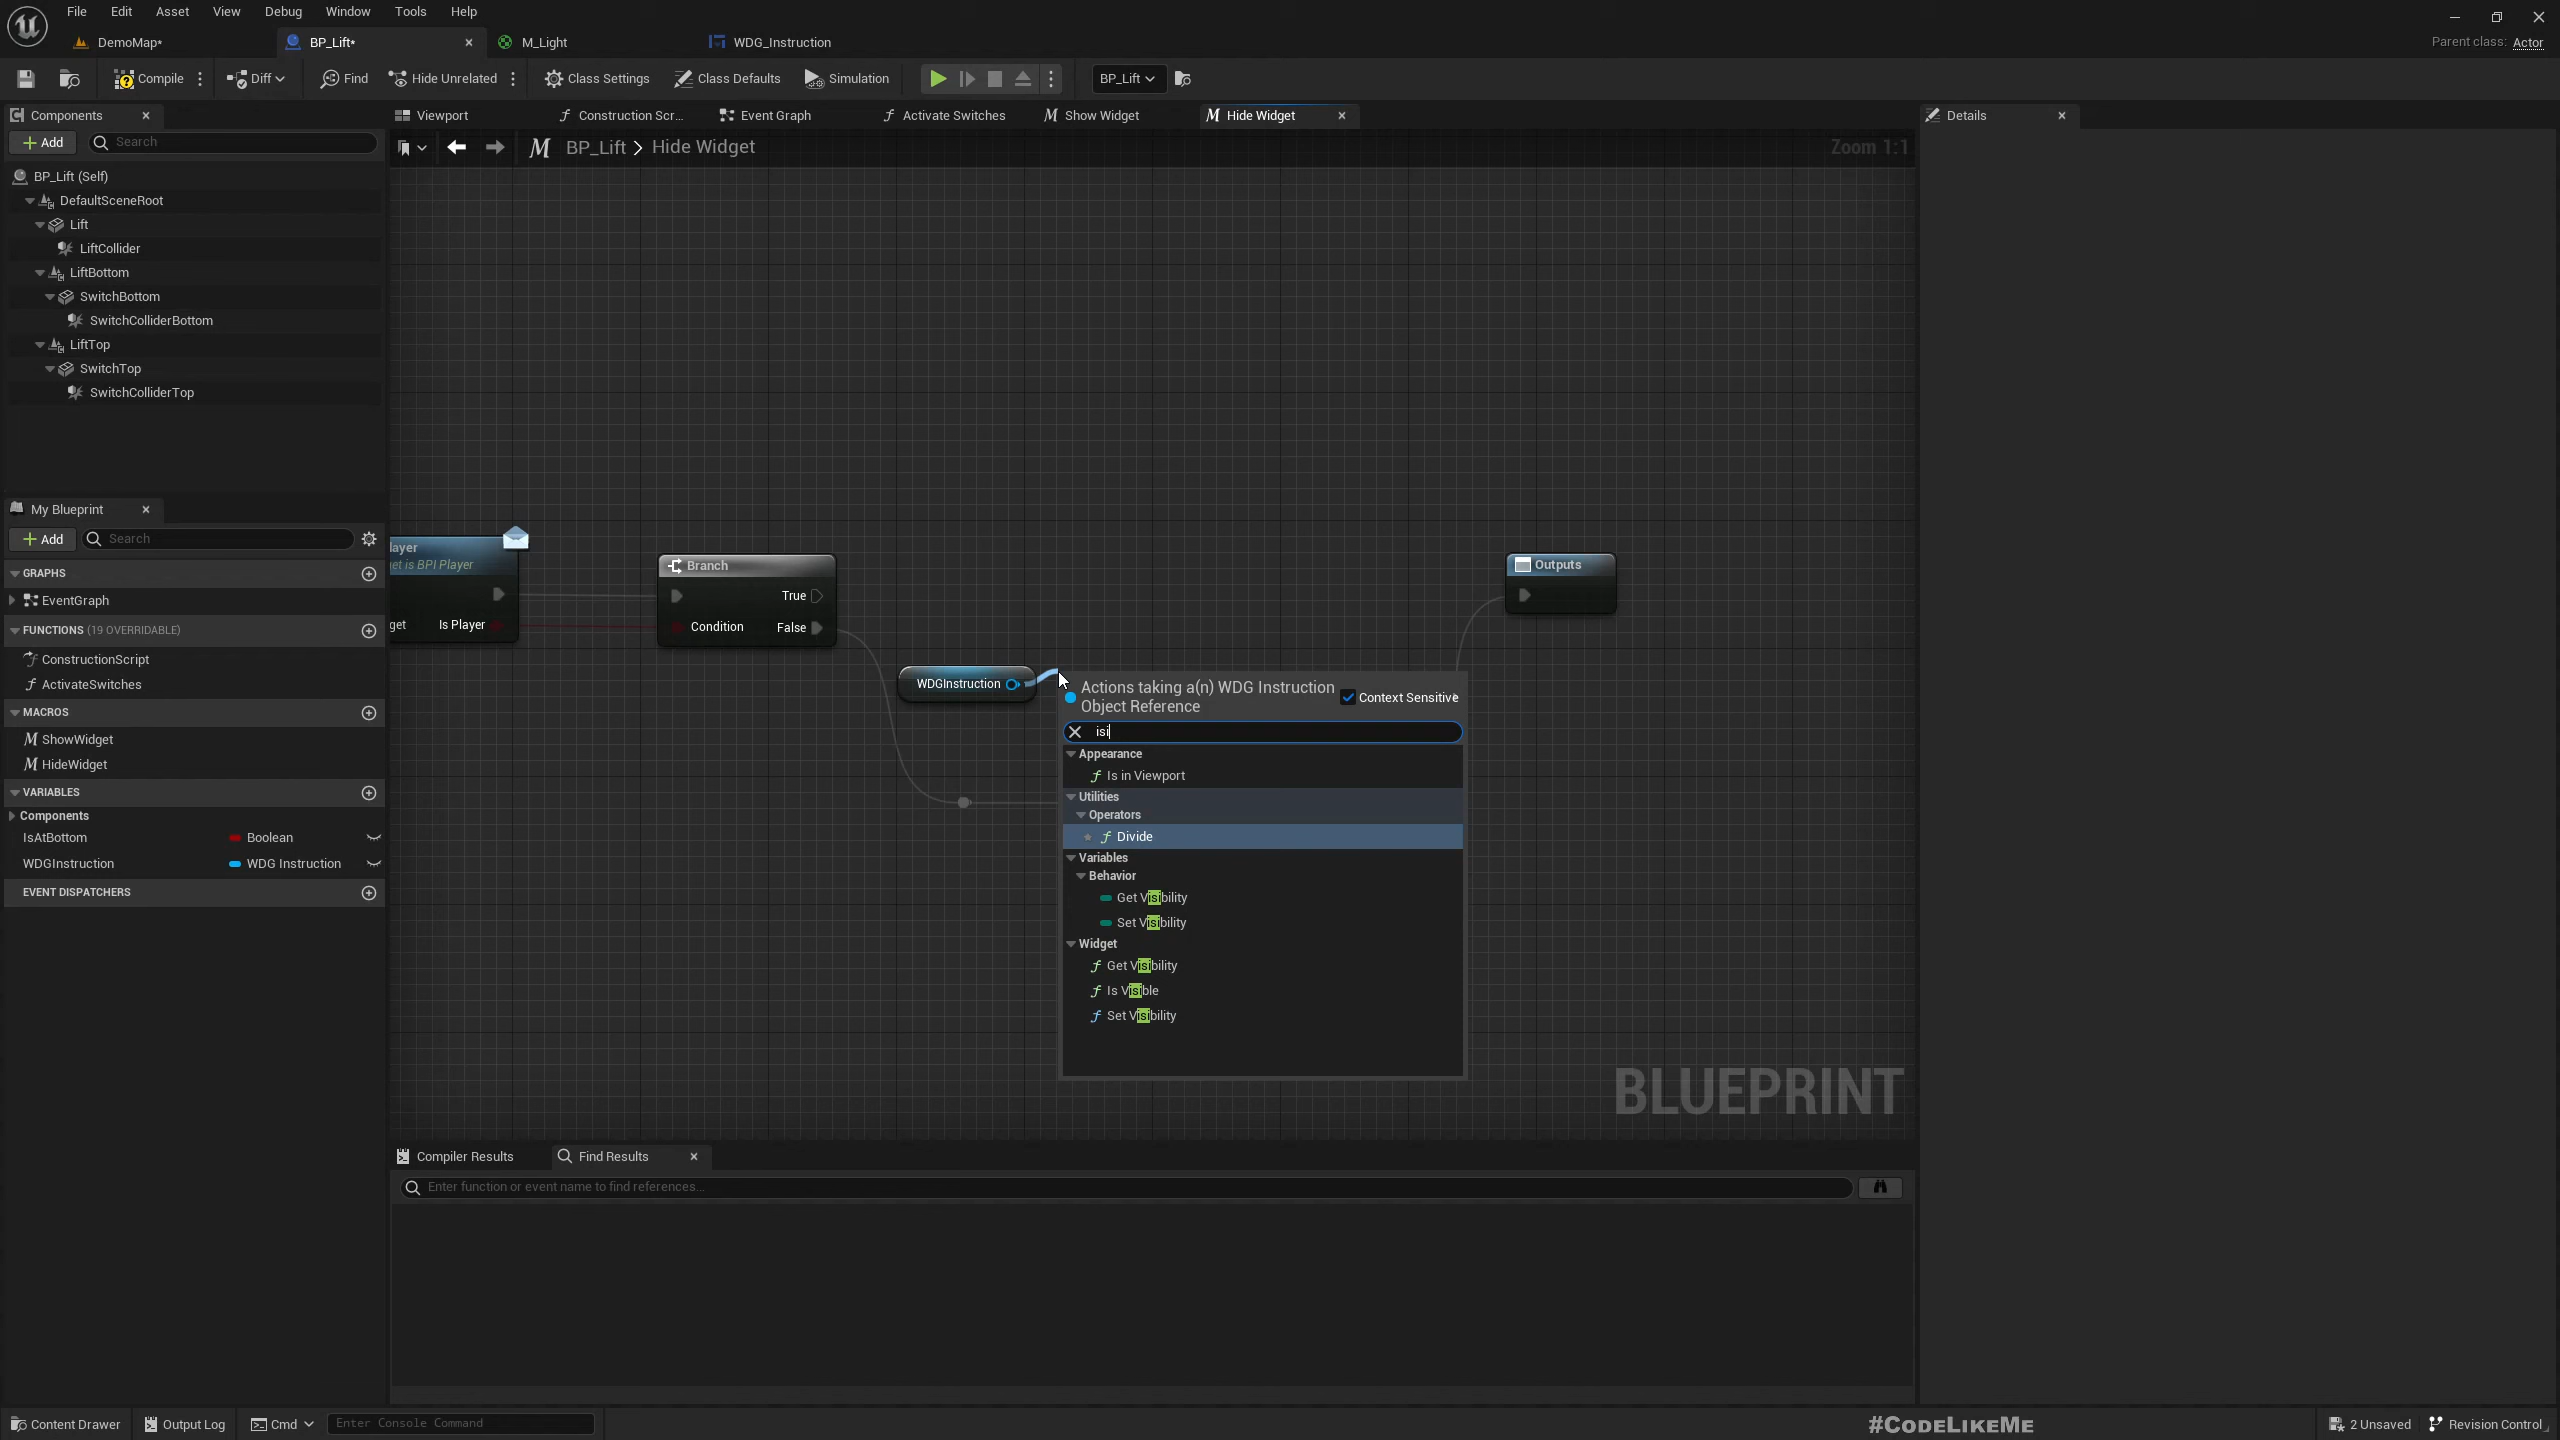 File Edit Asset View Debug Window Tools Help
DemoMap* BP_Lift* M_Light WDG_Instruction Parent class: Actor
Compile Diff Find Hide Unrelated Class Settings Class Defaults Simulation BP_Lift
Components
Add Search
BP_Lift (Self)
DefaultSceneRoot
Lift
LiftCollider
LiftBottom
SwitchBottom
SwitchColliderBottom
LiftTop
SwitchTop
SwitchColliderTop
My Blueprint
Add Search
GRAPHS
EventGraph
FUNCTIONS (19 OVERRIDABLE)
ConstructionScript
ActivateSwitches
MACROS
ShowWidget
HideWidget
VARIABLES
Components
IsAtBottom Boolean
WDGInstruction WDG Instruction
EVENT DISPATCHERS
Viewport Construction Scr... Event Graph Activate Switches Show Widget Hide Widget
BP_Lift > Hide Widget Zoom 1:1
layer
get is BPI Player
get Is Player
Branch
True
Condition False
WDGInstruction
Outputs
Actions taking a(n) WDG Instruction
Object Reference
Context Sensitive
isi
Appearance
Is in Viewport
Utilities
Operators
Divide
Variables
Behavior
Get Visibility
Set Visibility
Widget
Get Visibility
Is Visible
Set Visibility
BLUEPRINT
Compiler Results Find Results
Enter function or event name to find references...
Details
Content Drawer Output Log Cmd Enter Console Command #CODELIKEME 2 Unsaved Revision Control